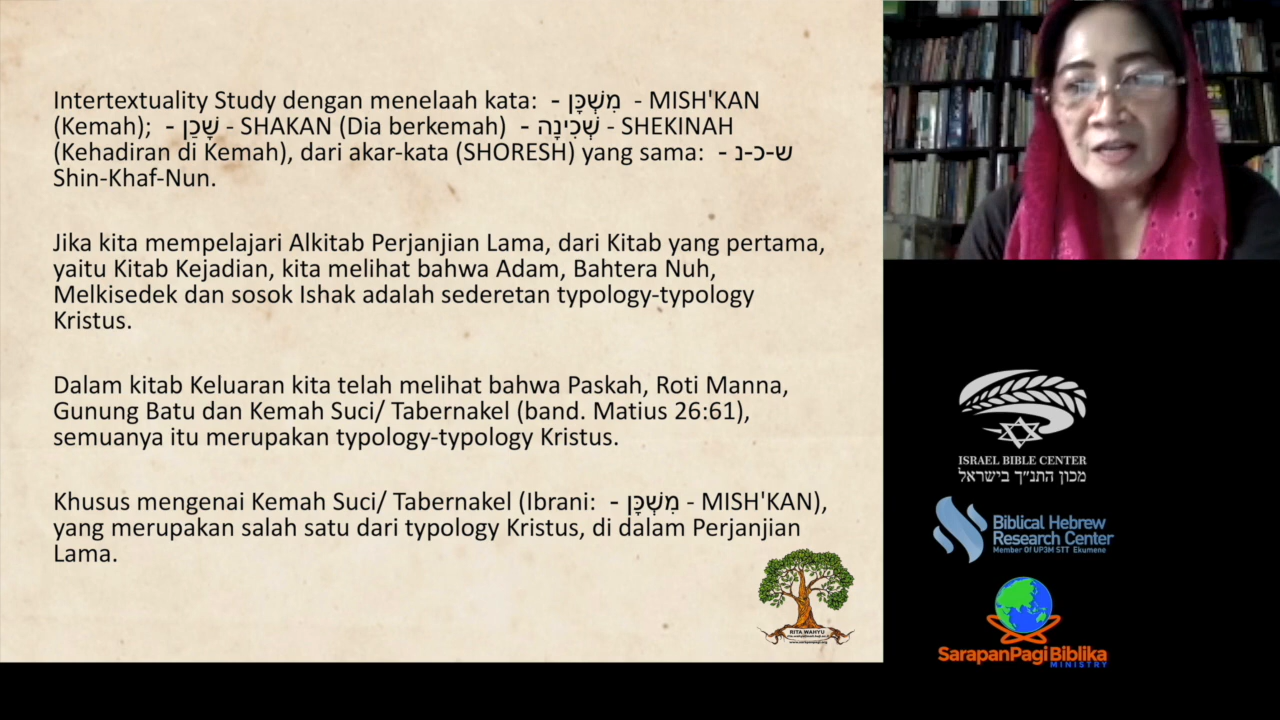 Intertextuality Study dengan menelaah kata:  - מִשְׁכָּן  - MISH'KAN
(Kemah);  - שָׁכַן - SHAKAN (Dia berkemah)  - שְׁכִינָה - SHEKINAH
(Kehadiran di Kemah), dari akar-kata (SHORESH) yang sama:  - ש-כ-נ
Shin-Khaf-Nun.
Jika kita mempelajari Alkitab Perjanjian Lama, dari Kitab yang pertama,
yaitu Kitab Kejadian, kita melihat bahwa Adam, Bahtera Nuh,
Melkisedek dan sosok Ishak adalah sederetan typology-typology
Kristus.
Dalam kitab Keluaran kita telah melihat bahwa Paskah, Roti Manna,
Gunung Batu dan Kemah Suci/ Tabernakel (band. Matius 26:61),
semuanya itu merupakan typology-typology Kristus.
Khusus mengenai Kemah Suci/ Tabernakel (Ibrani:  - מִשְׁכָּן - MISH'KAN),
yang merupakan salah satu dari typology Kristus, di dalam Perjanjian
Lama.
RITA WAHYU
ISRAEL BIBLE CENTER
מכון התנ״ך בישראל
Biblical Hebrew
Research Center
Member Of UP3M STT Ekumene
SarapanPagi Biblika
MINISTRY